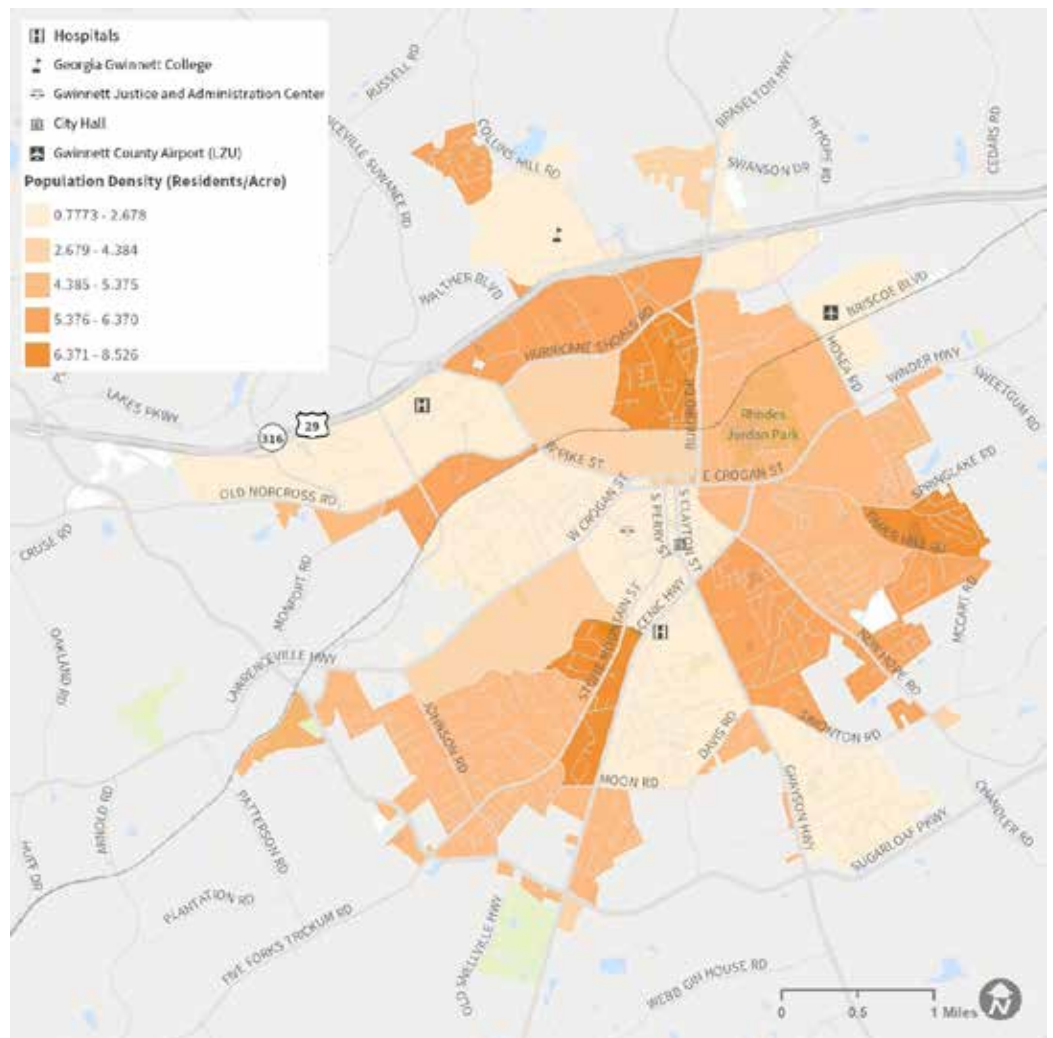 Hospitals
Georgia Gwinnett College
Gwinnett Justice and Administration Center
City Hall
Gwinnett County Airport (LZU)
Population Density (Residents/Acre)
0.7773 - 2.678
2.679 - 4.384
4.385 - 5.375
5.376 - 6.370
6.371 - 8.526
RUSSELL RD
BRASELTON HWY
COLLINS HILL RD
HI HOPE RD
CEDARS RD
SWANSON DR
WALTHER BLVD
BRISCOE BLVD
HURRICANE SHOALS RD
HOSEA RD
WINDER HWY
SWEETGUM RD
LAKES PKWY
316
29
BUFORD DR
Rhodes
Jordan Park
W PIKE ST
E CROGAN ST
SPRINGLAKE RD
OLD NORCROSS RD
W CROGAN ST
S PERRY ST
S CLAYTON ST
CRUSE RD
MONFORT RD
MCCART RD
OAKLAND RD
LAWRENCEVILLE HWY
NEW HOPE RD
JOHNSON RD
DAVIS RD
SIMONTON RD
MOON RD
GRAYSON HWY
CHANDLER RD
SUGARLOAF PKWY
ARNOLD RD
PATTERSON RD
HUFF DR
PLANTATION RD
FIVE FORKS TRICKUM RD
OLD SNELLVILLE HWY
WEBB GIN HOUSE RD
0 0.5 1 Miles
N